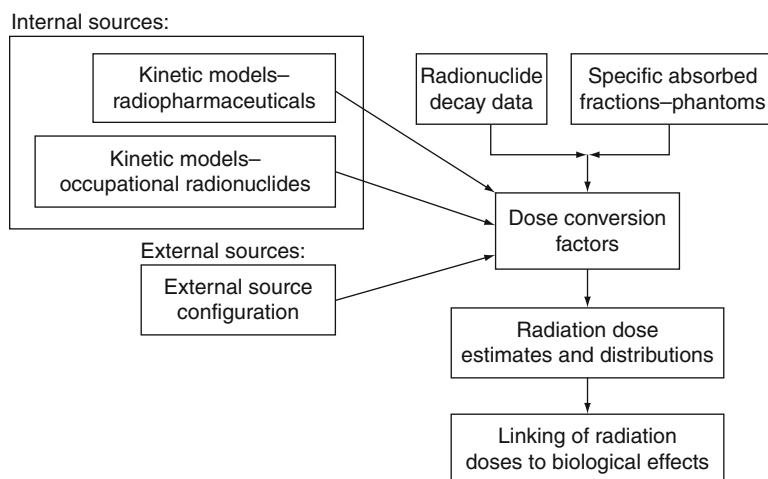 Internal sources:
Kinetic models–
radiopharmaceuticals
Kinetic models–
occupational radionuclides
External sources:
External source
configuration
Radionuclide
decay data
Specific absorbed
fractions–phantoms
Dose conversion
factors
Radiation dose
estimates and distributions
Linking of radiation
doses to biological effects